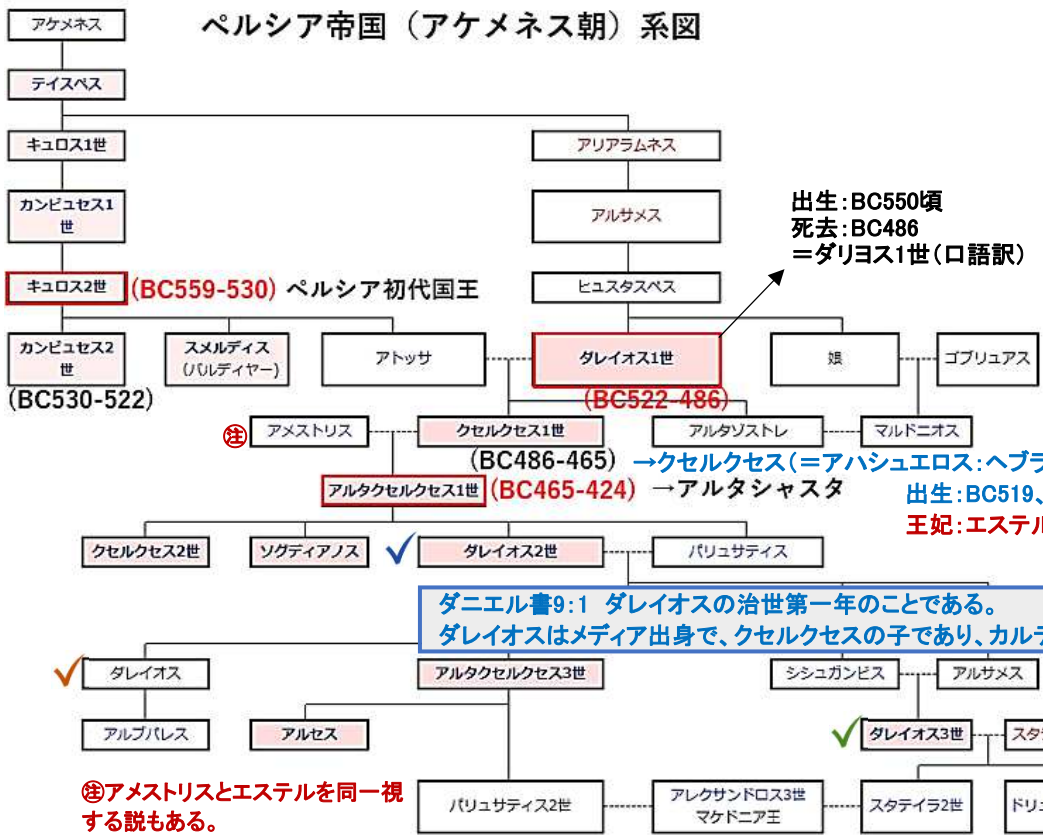 ペルシア帝国（アケメネス朝）系図
アケメネス
テイスペス
キュロス1世
アリアラムネス
カンビュセス1
世
アルサメス
出生：BC550頃
死去：BC486
＝ダリヨス1世（口語訳）
キュロス2世
(BC559-530) ペルシア初代国王
ヒュスタスペス
カンビュセス2
世
スメルディス
(バルディヤー)
アトッサ
ダレイオス1世
娘
ゴブリュアス
(BC530-522)
(BC522-486)
㊟
アメストリス
クセルクセス1世
アルタゾストレ
マルドニオス
(BC486-465)
→クセルクセス（＝アハシュエロス：ヘブラ
アルタクセルクセス1世
(BC465-424)
→アルタシャスタ
出生：BC519、
王妃：エステル
クセルクセス2世
ソグディアノス
ダレイオス2世
パリュサティス
ダニエル書9:1 ダレイオスの治世第一年のことである。
ダレイオスはメディア出身で、クセルクセスの子であり、カルデ
ダレイオス
アルタクセルクセス3世
シシュガンビス
アルサメス
アルブパレス
アルセス
ダレイオス3世
スタ
㊟アメストリスとエステルを同一視
する説もある。
パリュサティス2世
アレクサンドロス3世
マケドニア王
スタテイラ2世
ドリュ